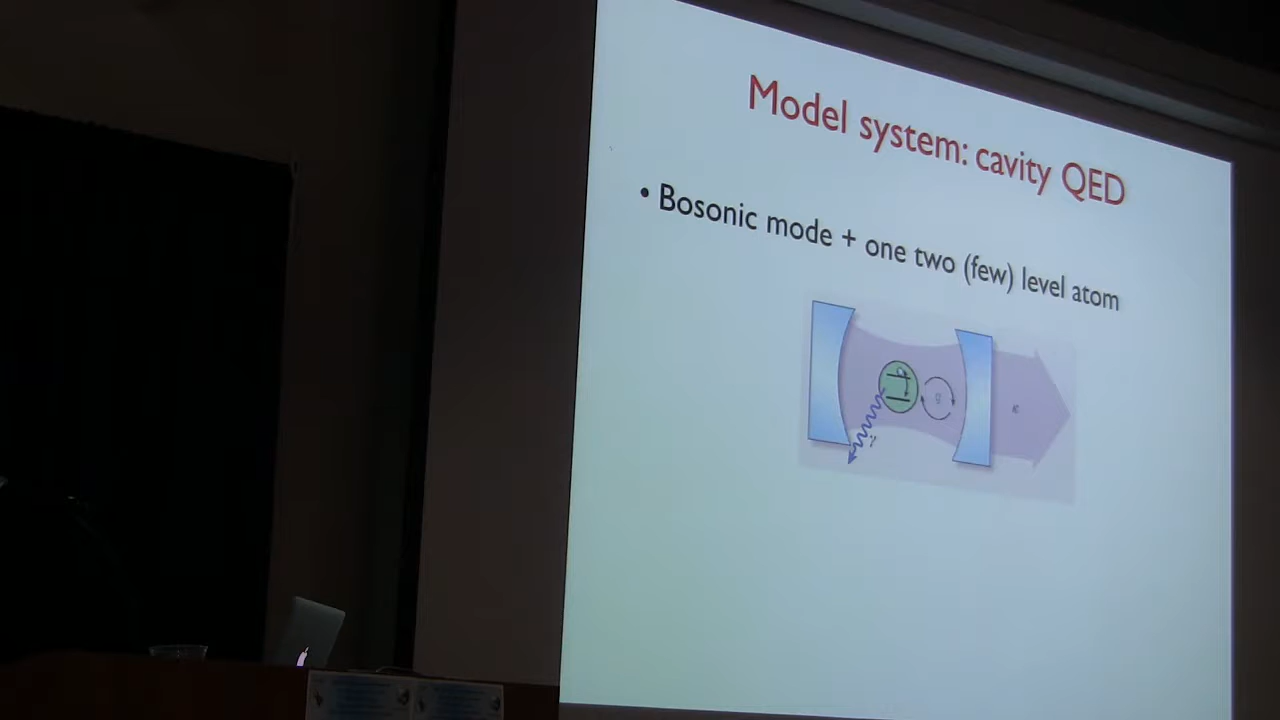 Model system: cavity QED
• Bosonic mode + one two (few) level atom
g
κ
γ